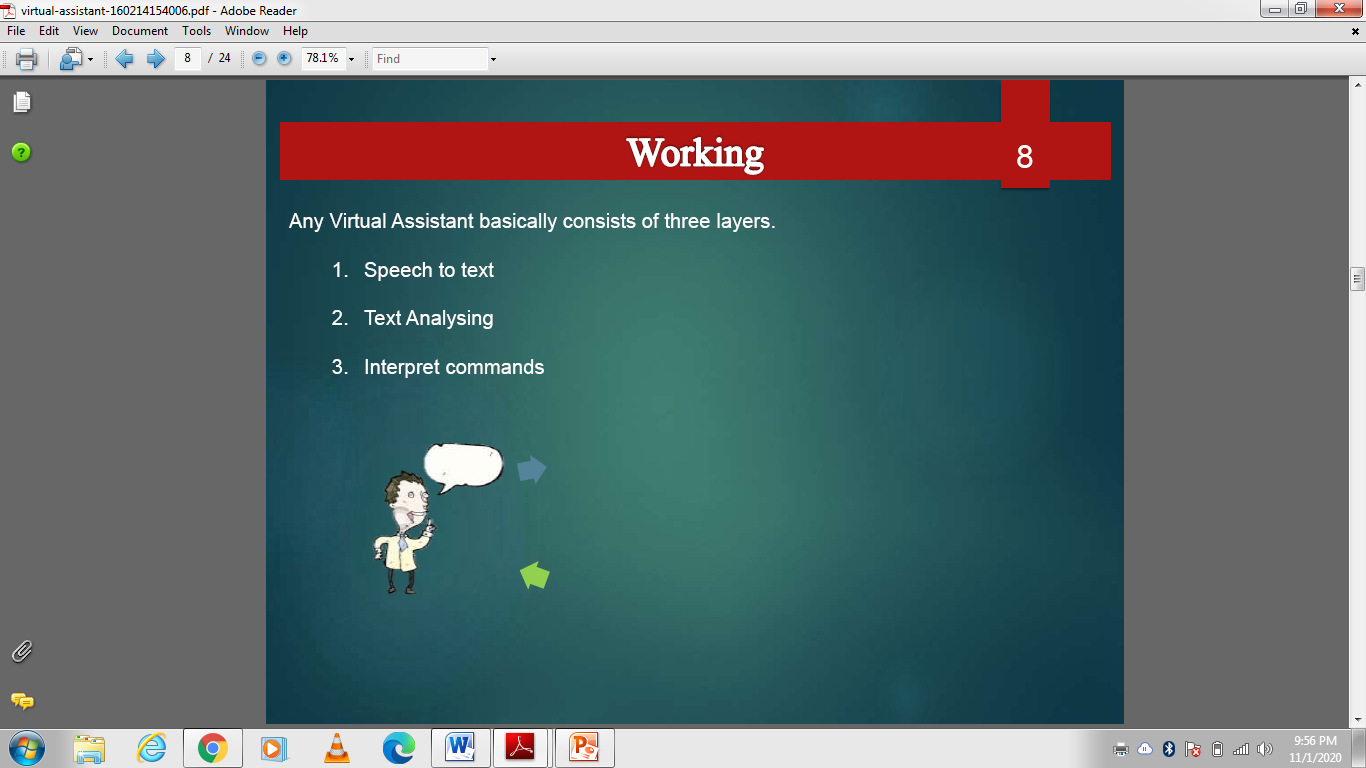 virtual-assistant-160214154006.pdf - Adobe Reader
File Edit View Document Tools Window Help
8 / 24 78.1% Find
Working
8
Any Virtual Assistant basically consists of three layers.
1. Speech to text
2. Text Analysing
3. Interpret commands
9:56 PM
11/1/2020